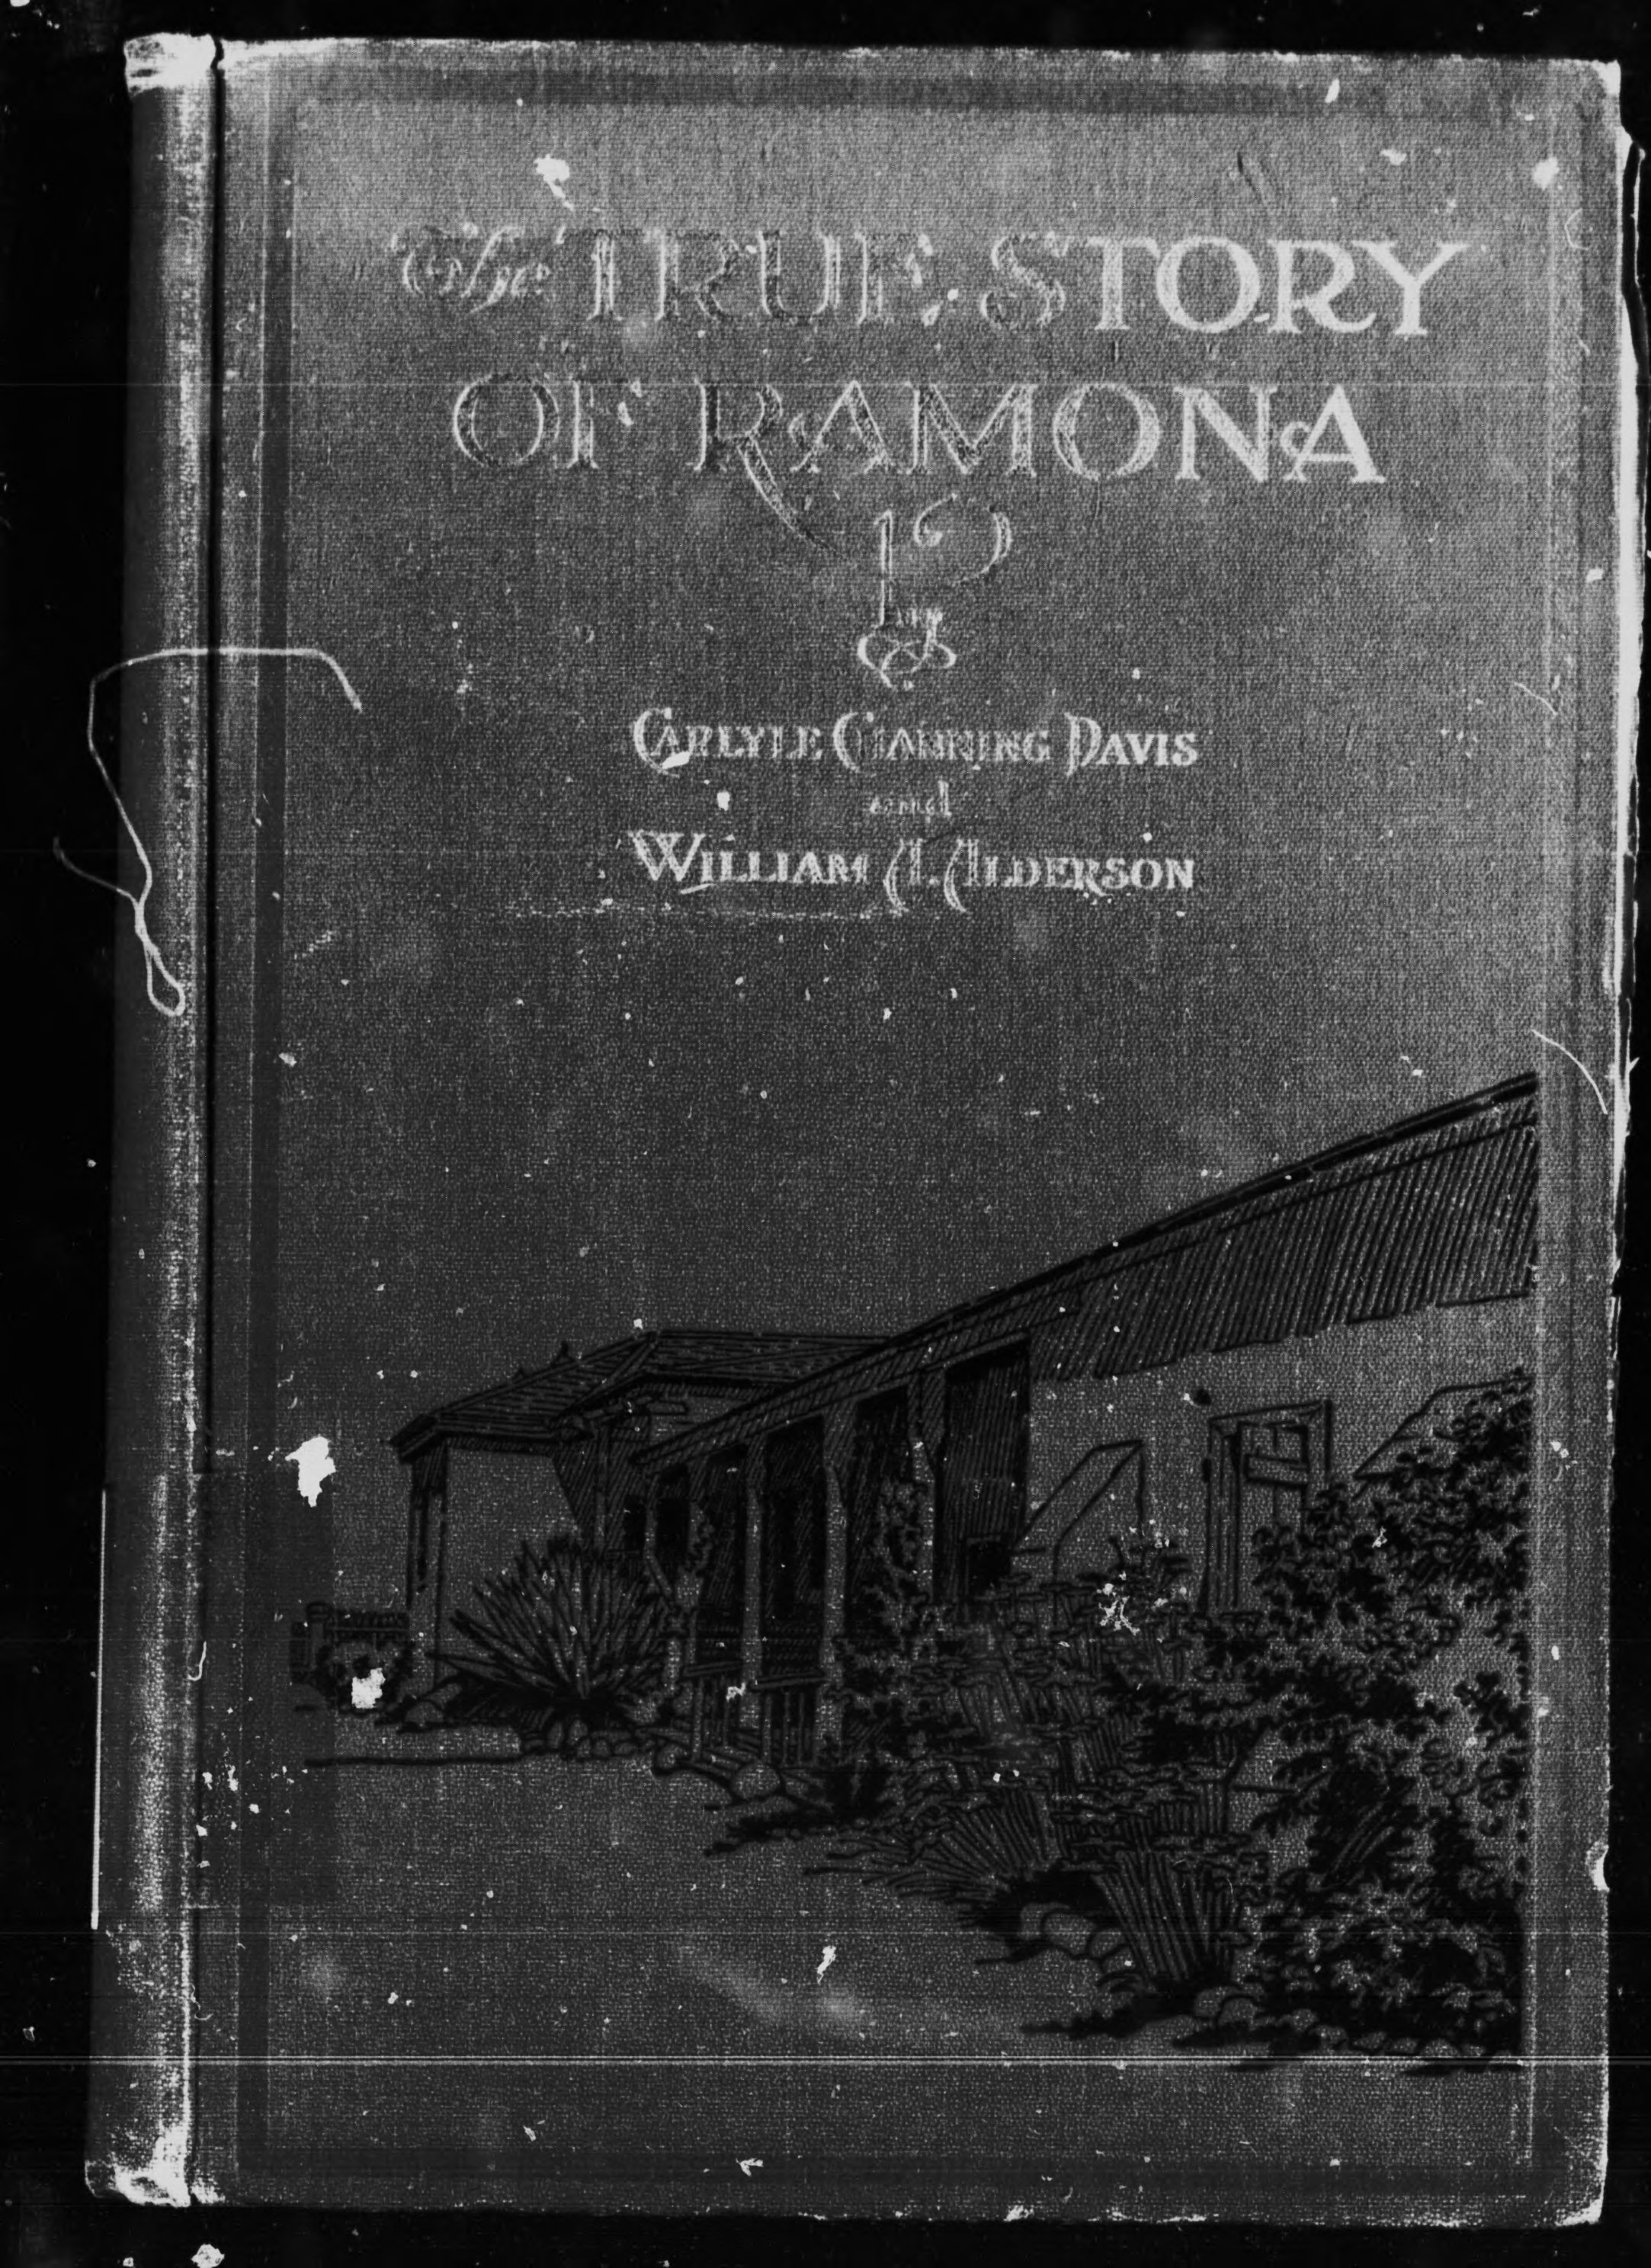 The TRUE STORY
OF RAMONA
by
CARLYLE CHANNING DAVIS
and
WILLIAM A. ALDERSON